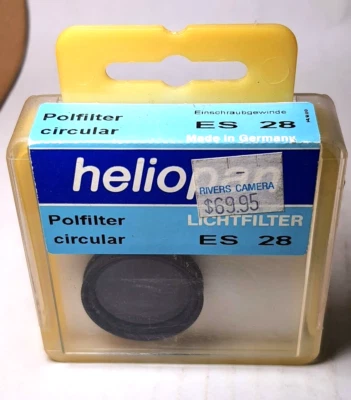 Polfilter Einschraubgewinde
circular ES 28
Made in Germany
heliopan
RIVERS CAMERA
$69.95
Polfilter LICHTFILTER
circular ES 28